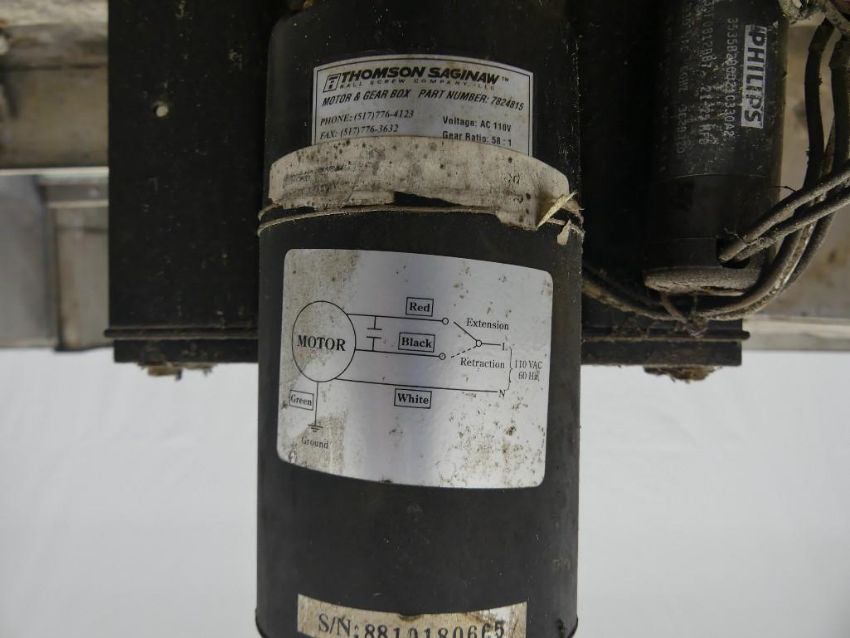 THOMSON SAGINAW™
BALL SCREW COMPANY, LLC
MOTOR & GEAR BOX PART NUMBER: 7824815
PHONE: (517)776-4123
FAX: (517)776-3632
Voltage: AC 110V
Gear Ratio: 58 : 1
PHILIPS
Red
Extension
MOTOR
Black
L
Retraction
110 VAC
60 Hz
White
N
Green
Ground
S/N: